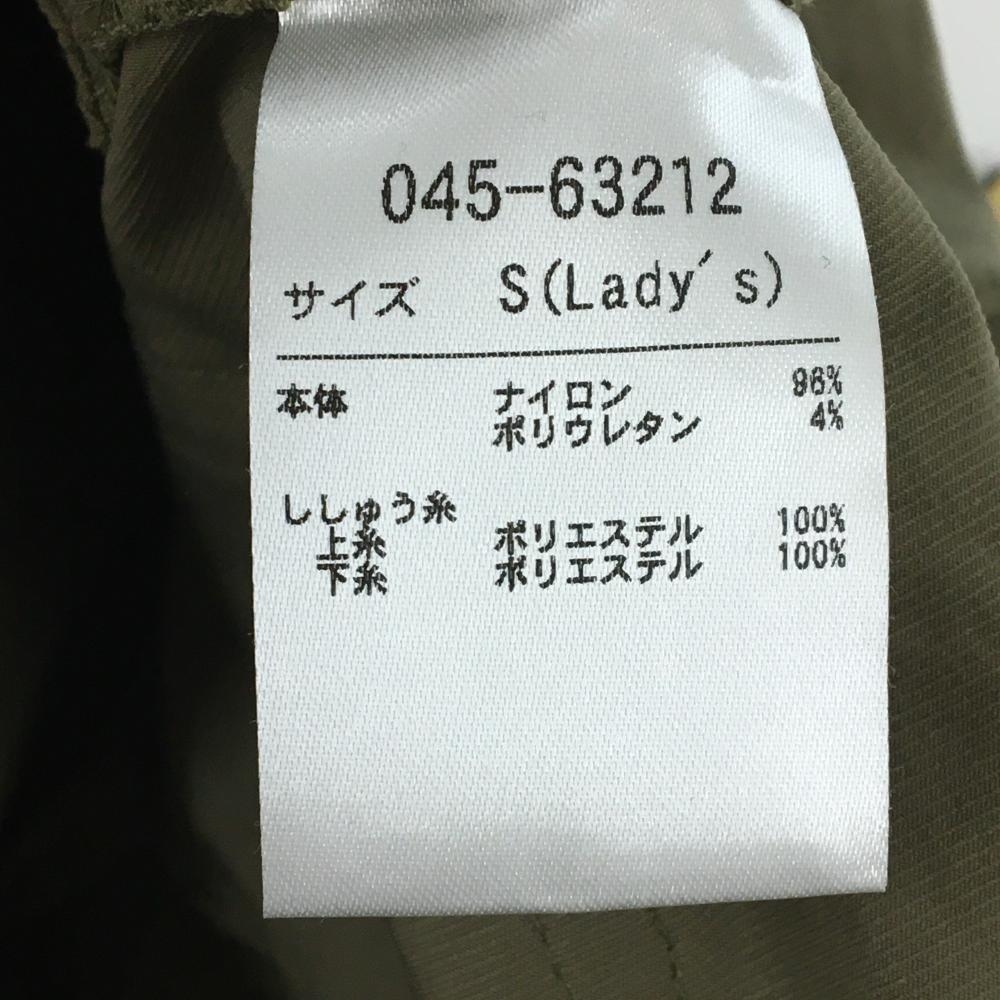 045-63212
サイズ S(Lady's)
本体 ナイロン 96%
ポリウレタン 4%
ししゅう糸
上糸 ポリエステル 100%
下糸 ポリエステル 100%